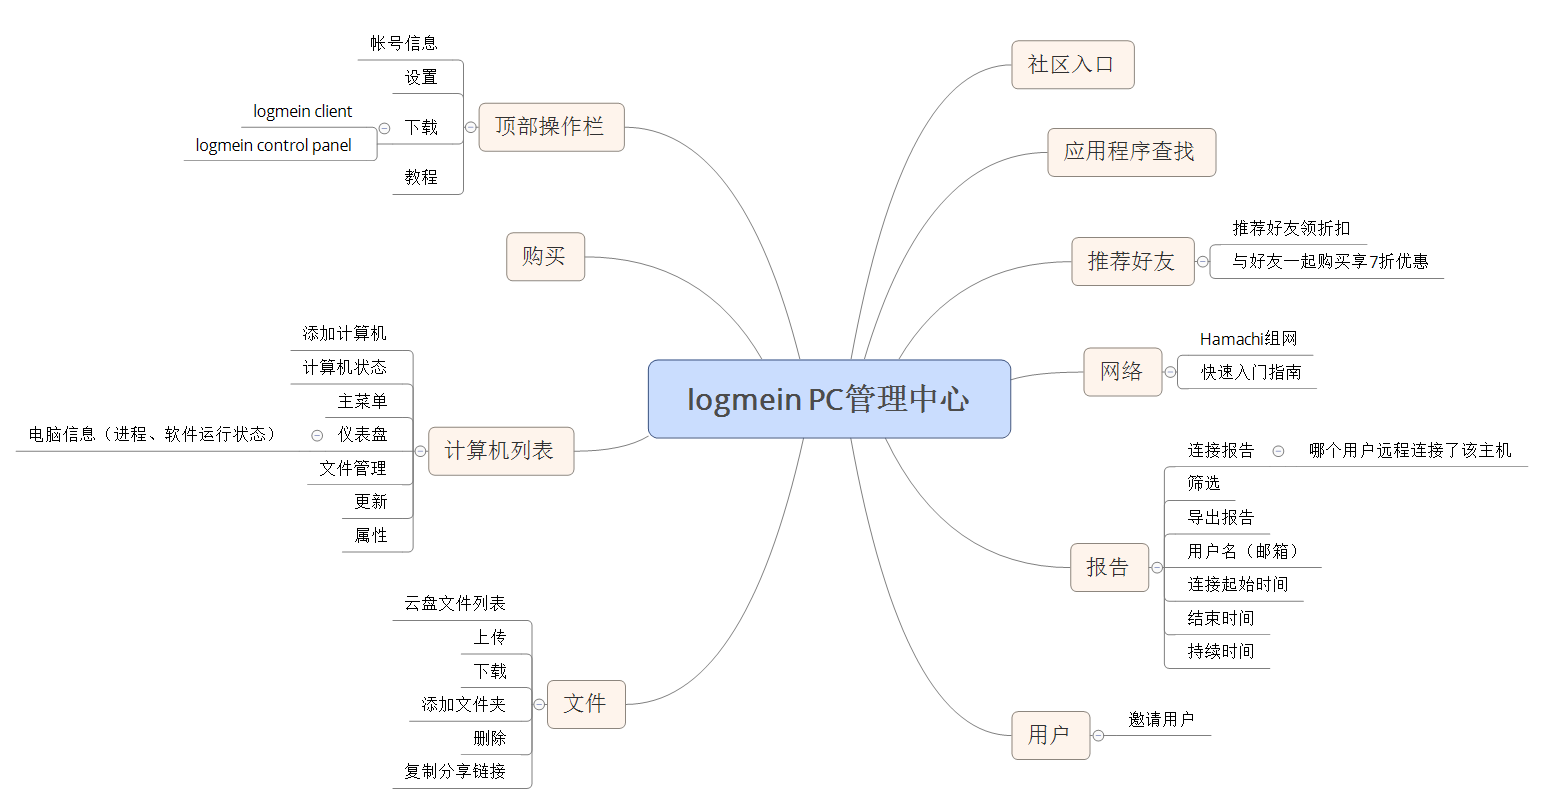 logmein PC管理中心
顶部操作栏
帐号信息
设置
下载
logmein client
logmein control panel
教程
购买
计算机列表
添加计算机
计算机状态
主菜单
仪表盘
电脑信息（进程、软件运行状态）
文件管理
更新
属性
文件
云盘文件列表
上传
下载
添加文件夹
删除
复制分享链接
社区入口
应用程序查找
推荐好友
推荐好友领折扣
与好友一起购买享7折优惠
网络
Hamachi组网
快速入门指南
报告
连接报告
哪个用户远程连接了该主机
筛选
导出报告
用户名（邮箱）
连接起始时间
结束时间
持续时间
用户
邀请用户